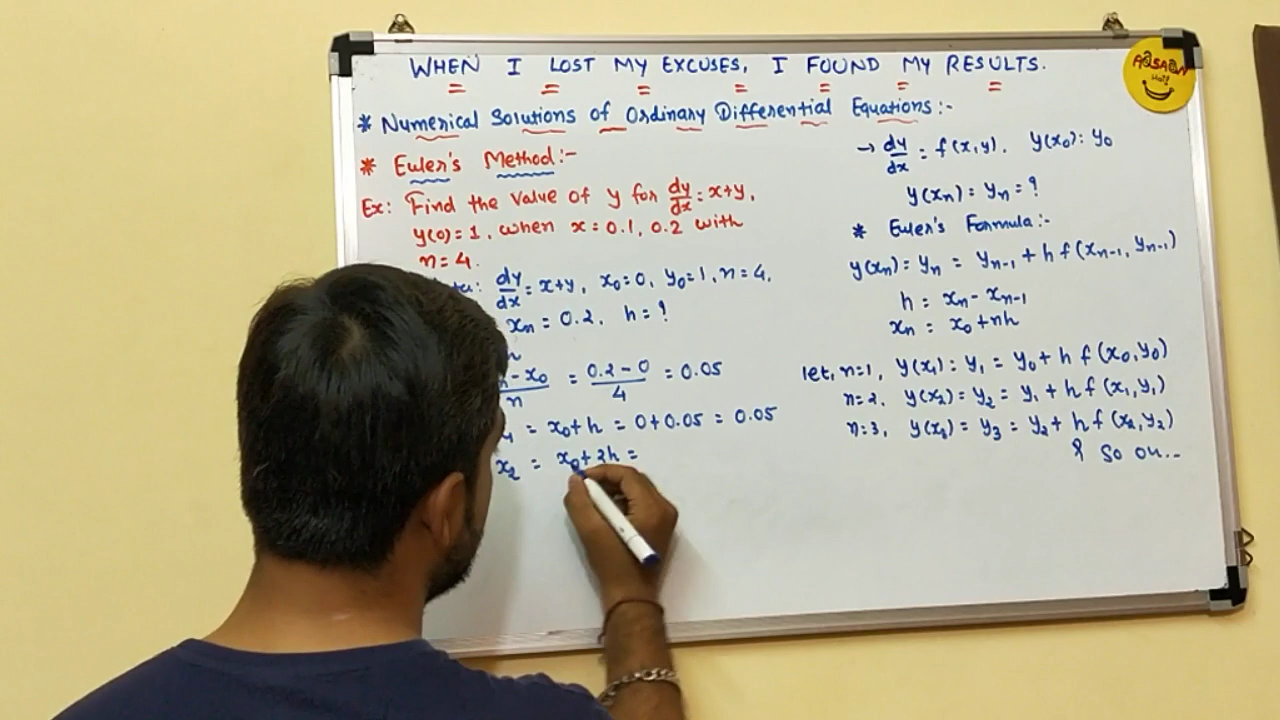 WHEN I LOST MY EXCUSES, I FOUND MY RESULTS.
AASAAN
Hai!
* Numerical Solutions of Ordinary Differential Equations:-
* Euler's Method:-
Ex: Find the value of y for dy/dx = x+y,
y(0)=1, when x=0.1, 0.2 with
n=4.
dy/dx = x+y, x₀=0, y₀=1, n=4,
xₙ = 0.2, h=?
-x₀/n = 0.2-0/4 = 0.05
= x₀+h = 0+0.05 = 0.05
x₂ = x₀+2h =
→ dy/dx = f(x,y), y(x₀)= y₀
y(xₙ) = yₙ = ?
* Euler's Formula:-
y(xₙ) = yₙ = yₙ₋₁ + h f(xₙ₋₁, yₙ₋₁)
h = xₙ - xₙ₋₁
xₙ = x₀+nh
let, n=1, y(x₁) = y₁ = y₀ + h f(x₀, y₀)
n=2, y(x₂) = y₂ = y₁ + h f(x₁, y₁)
n=3, y(x₃) = y₃ = y₂ + h f(x₂, y₂)
& so on...